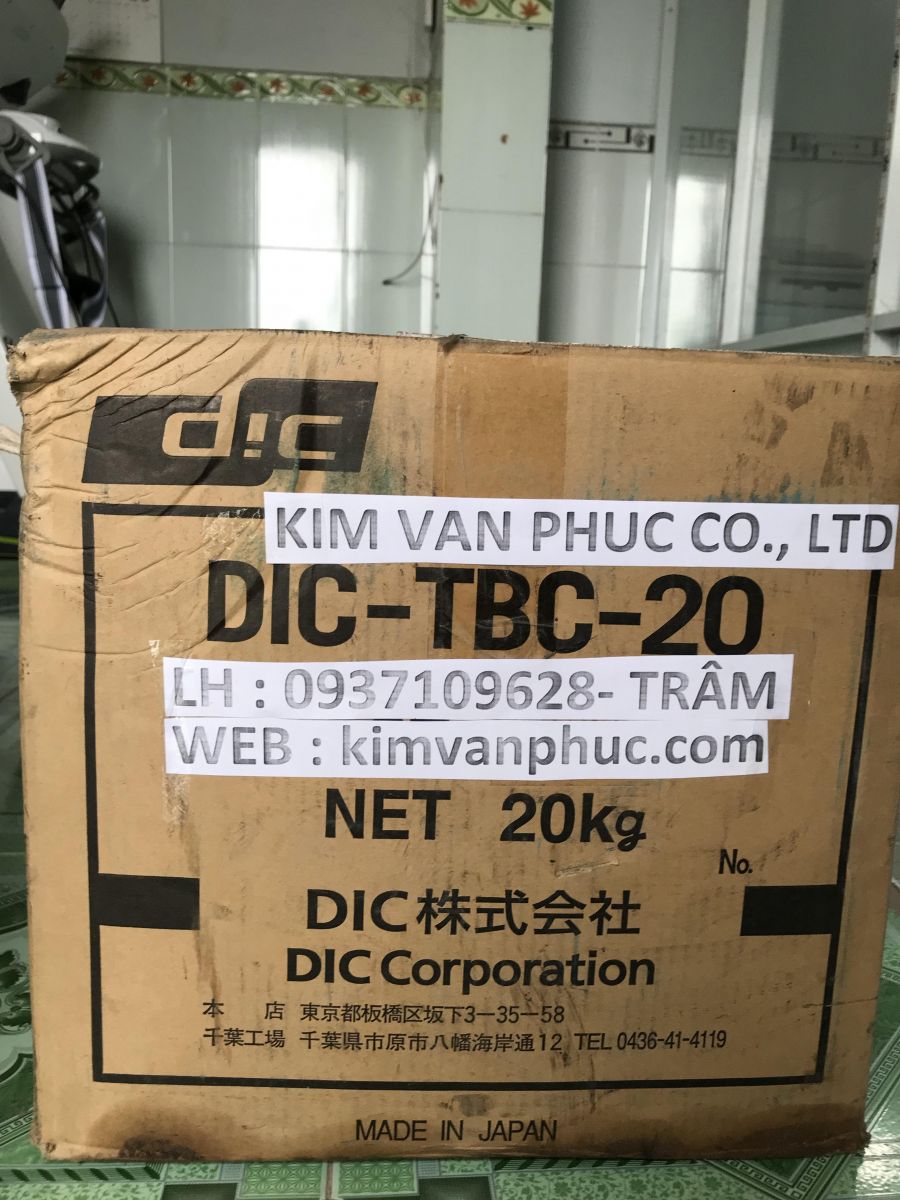 dic
KIM VAN PHUC CO., LTD
DIC-TBC-20
LH : 0937109628- TRÂM
WEB : kimvanphuc.com
NET 20kg
No.
DIC株式会社
DIC Corporation
本 店 東京都板橋区坂下3-35-58
千葉工場 千葉県市原市八幡海岸通12 TEL 0436-41-4119
MADE IN JAPAN